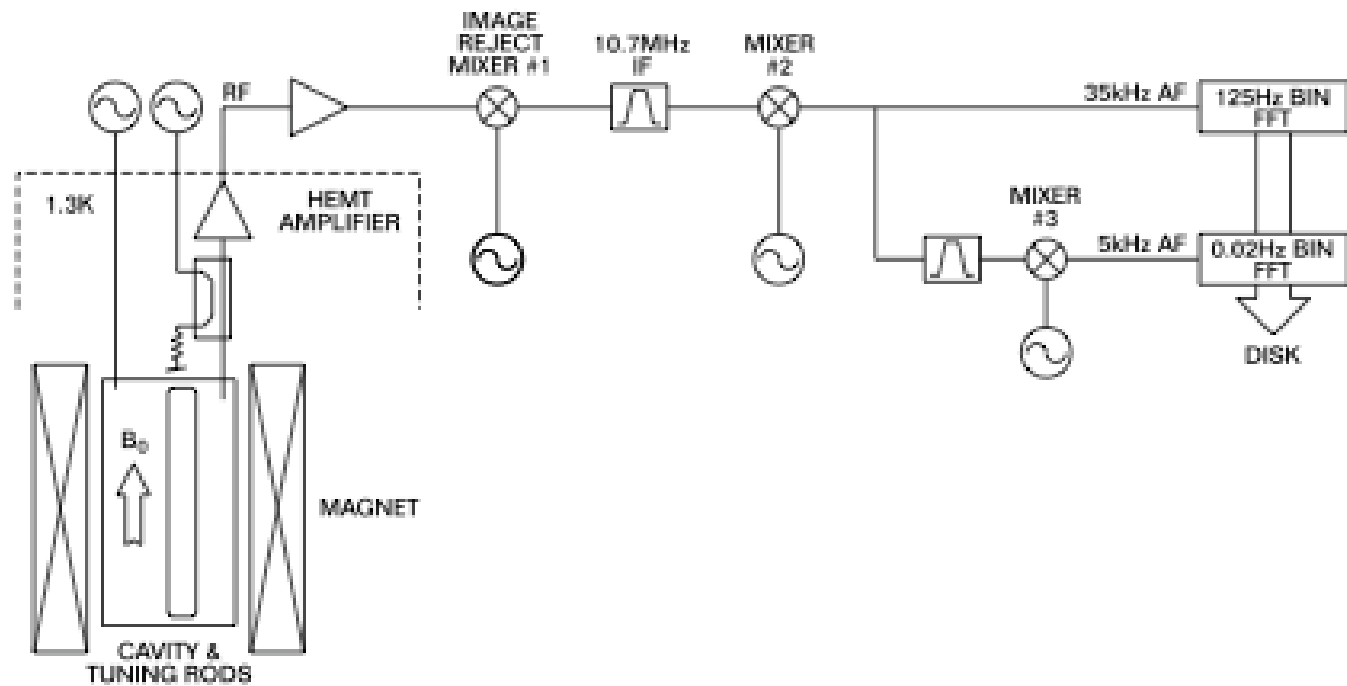 IMAGE
REJECT
MIXER #1
10.7MHz
IF
MIXER
#2
RF
35kHz AF
125Hz BIN
FFT
1.3K
HEMT
AMPLIFIER
MIXER
#3
5kHz AF
0.02Hz BIN
FFT
DISK
B₀
MAGNET
CAVITY &
TUNING RODS